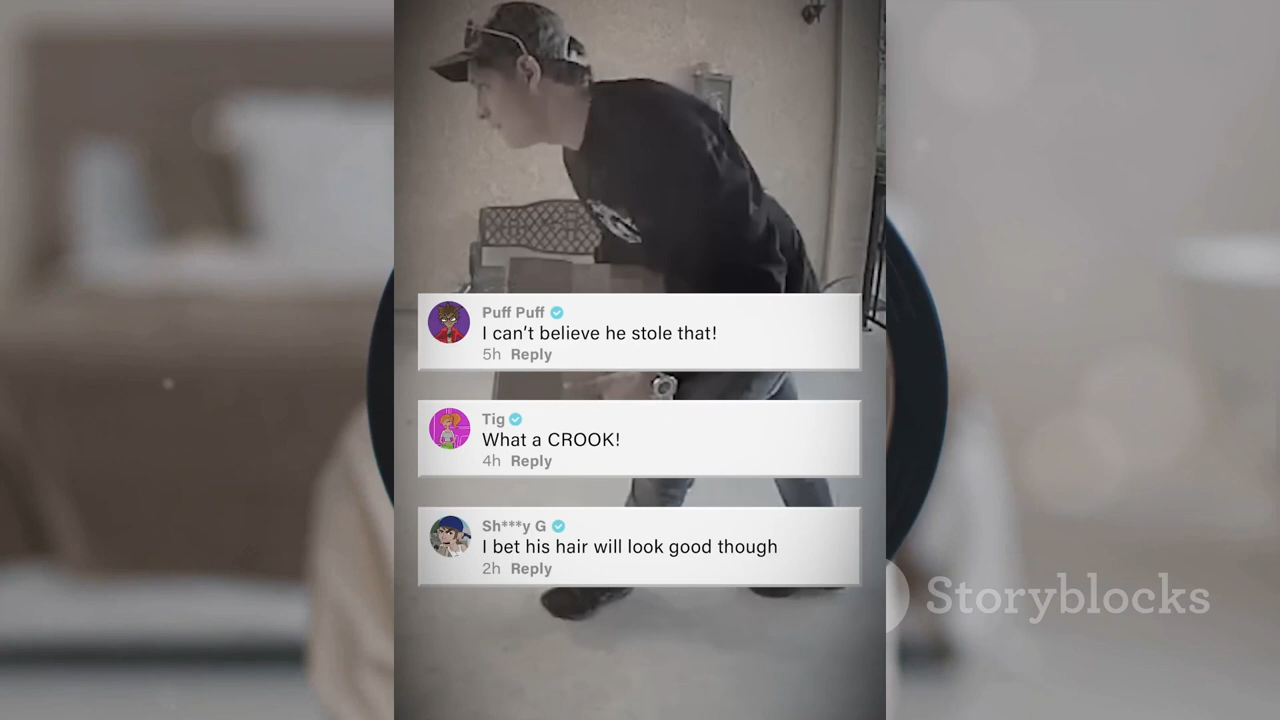 Puff Puff
I can't believe he stole that!
5h Reply
Tig
What a CROOK!
4h Reply
Sh***y G
I bet his hair will look good though
2h Reply
Storyblocks